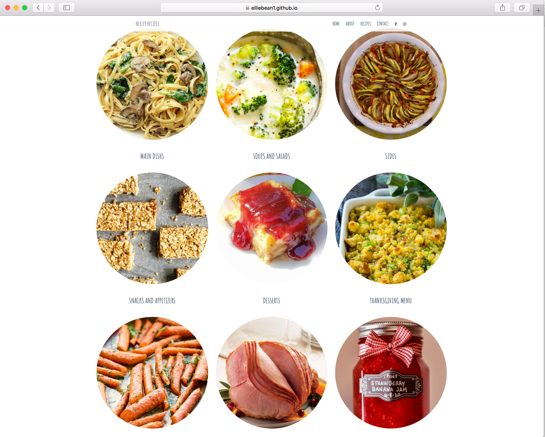 elliebean1.github.io
HOME ABOUT RECIPES CONTACT
MAIN DISHS
SOUPS AND SALADS
SIDES
SNACKS AND APPETIZERS
DESSERTS
THANKSGIVING MENU
STRAWBERRY
BANANA JAM